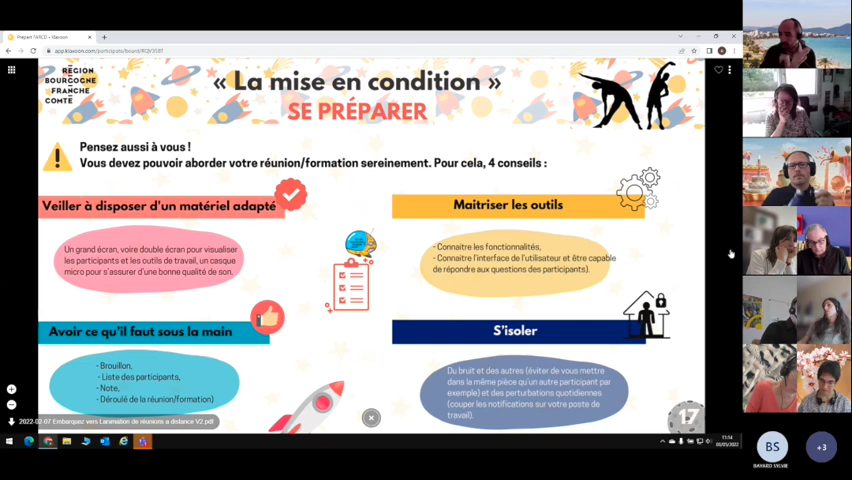 Prépart l'ARCD • Klaxoon
app.klaxoon.com/participate/board/RQV3GBT
RÉGION
BOURGOGNE
FRANCHE
COMTÉ
« La mise en condition »
SE PRÉPARER
Pensez aussi à vous !
Vous devez pouvoir aborder votre réunion/formation sereinement. Pour cela, 4 conseils :
Veiller à disposer d'un matériel adapté
Un grand écran, voire double écran pour visualiser
les participants et les outils de travail, un casque
micro pour s'assurer d'une bonne qualité de son.
Maitriser les outils
- Connaitre les fonctionnalités,
- Connaitre l'interface de l'utilisateur et être capable
de répondre aux questions des participants).
Avoir ce qu'il faut sous la main
- Brouillon,
- Liste des participants,
- Note,
- Déroulé de la réunion/formation)
S'isoler
Du bruit et des autres (éviter de vous mettre
dans la même pièce qu'un autre participant par
exemple) et des perturbations quotidiennes
(couper les notifications sur votre poste de
travail).
17
2022-02 07 Embarquez vers Lanimation de réunions a distance V2.pdf
11:14
BS
+3
BAYARD SYLVIE